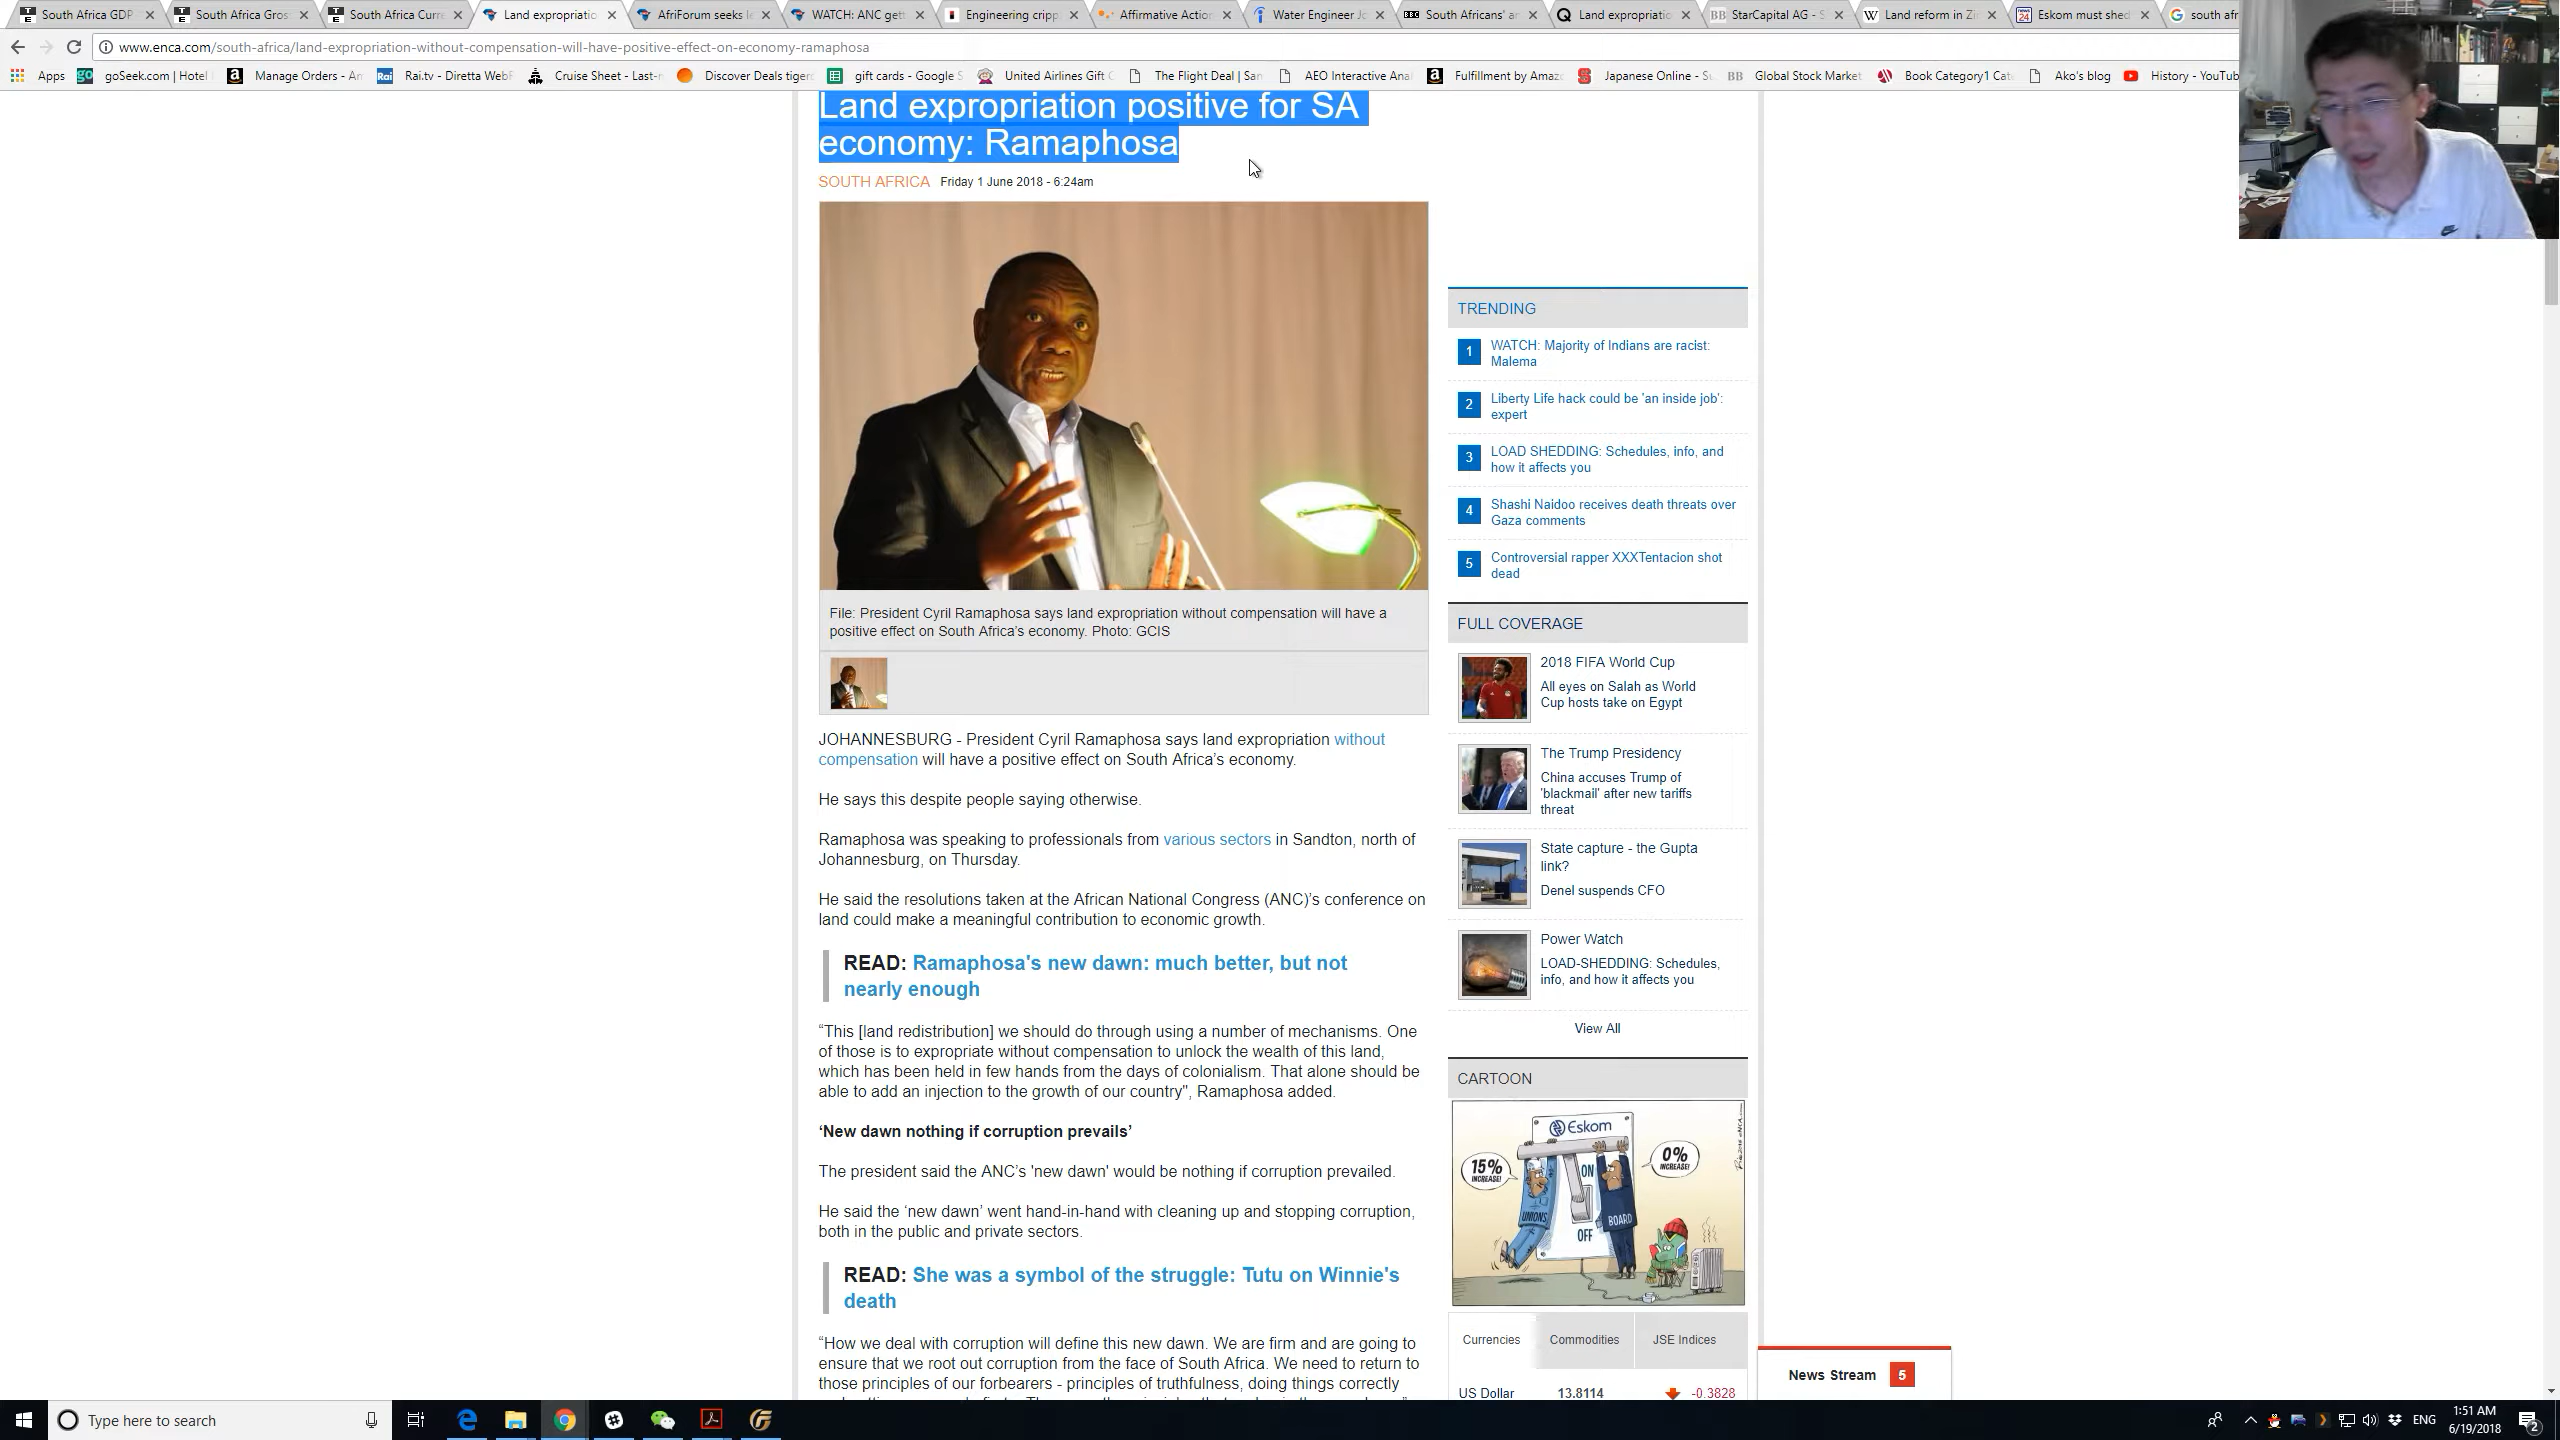 South Africa GDP
South Africa Gros
South Africa Curre
Land expropriatio
AfriForum seeks le
WATCH: ANC gett
Engineering cripp
Affirmative Action
Water Engineer Jo
South Africans' a
Land expropriatio
StarCapital AG - S
Land reform in Zi
Eskom must shed
south afr
www.enca.com/south-africa/land-expropriation-without-compensation-will-have-positive-effect-on-economy-ramaphosa
Apps
goSeek.com | Hotel
Manage Orders - Am
Rai.tv - Diretta WebR
Cruise Sheet - Last-m
Discover Deals tiger
gift cards - Google S
United Airlines Gift C
The Flight Deal | San
AEO Interactive Anal
Fulfillment by Amazo
Japanese Online - Su
Global Stock Market
Book Category1 Cat
Ako's blog
History - YouTub
Land expropriation positive for SA
economy: Ramaphosa
SOUTH AFRICA Friday 1 June 2018 - 6:24am
File: President Cyril Ramaphosa says land expropriation without compensation will have a
positive effect on South Africa's economy. Photo: GCIS
JOHANNESBURG - President Cyril Ramaphosa says land expropriation without
compensation will have a positive effect on South Africa's economy.
He says this despite people saying otherwise.
Ramaphosa was speaking to professionals from various sectors in Sandton, north of
Johannesburg, on Thursday.
He said the resolutions taken at the African National Congress (ANC)'s conference on
land could make a meaningful contribution to economic growth.
READ: Ramaphosa's new dawn: much better, but not
nearly enough
“This [land redistribution] we should do through using a number of mechanisms. One
of those is to expropriate without compensation to unlock the wealth of this land,
which has been held in few hands from the days of colonialism. That alone should be
able to add an injection to the growth of our country", Ramaphosa added.
‘New dawn nothing if corruption prevails’
The president said the ANC’s 'new dawn' would be nothing if corruption prevailed.
He said the ‘new dawn’ went hand-in-hand with cleaning up and stopping corruption,
both in the public and private sectors.
READ: She was a symbol of the struggle: Tutu on Winnie's
death
“How we deal with corruption will define this new dawn. We are firm and are going to
ensure that we root out corruption from the face of South Africa. We need to return to
those principles of our forbearers - principles of truthfulness, doing things correctly
TRENDING
1 WATCH: Majority of Indians are racist:
Malema
2 Liberty Life hack could be 'an inside job':
expert
3 LOAD SHEDDING: Schedules, info, and
how it affects you
4 Shashi Naidoo receives death threats over
Gaza comments
5 Controversial rapper XXXTentacion shot
dead
FULL COVERAGE
2018 FIFA World Cup
All eyes on Salah as World
Cup hosts take on Egypt
The Trump Presidency
China accuses Trump of
'blackmail' after new tariffs
threat
State capture - the Gupta
link?
Denel suspends CFO
Power Watch
LOAD-SHEDDING: Schedules,
info, and how it affects you
View All
CARTOON
Eskom
15%
INCREASE!
ON
0%
INCREASE!
UNIONS
BOARD
OFF
Currencies Commodities JSE Indices
US Dollar 13.8114 -0.3828
News Stream 5
Type here to search
ENG
1:51 AM
6/19/2018
2